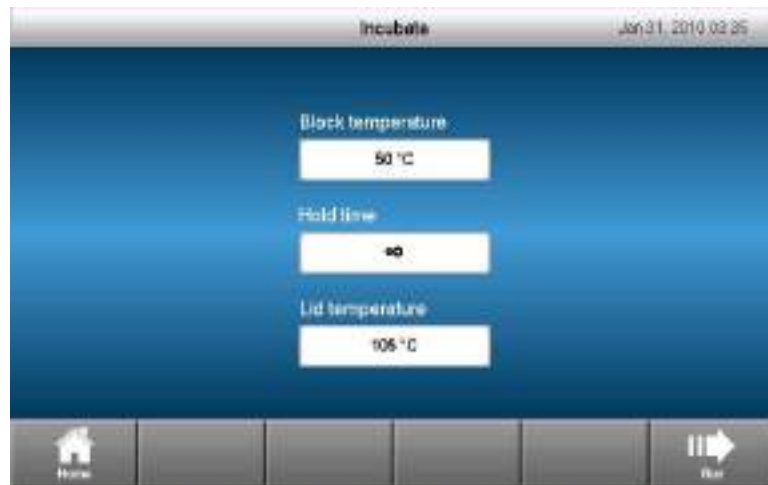 Incubate
Jan 31, 2010 03:35
Block temperature
50 °C
Hold time
∞
Lid temperature
105 °C
Home
Run